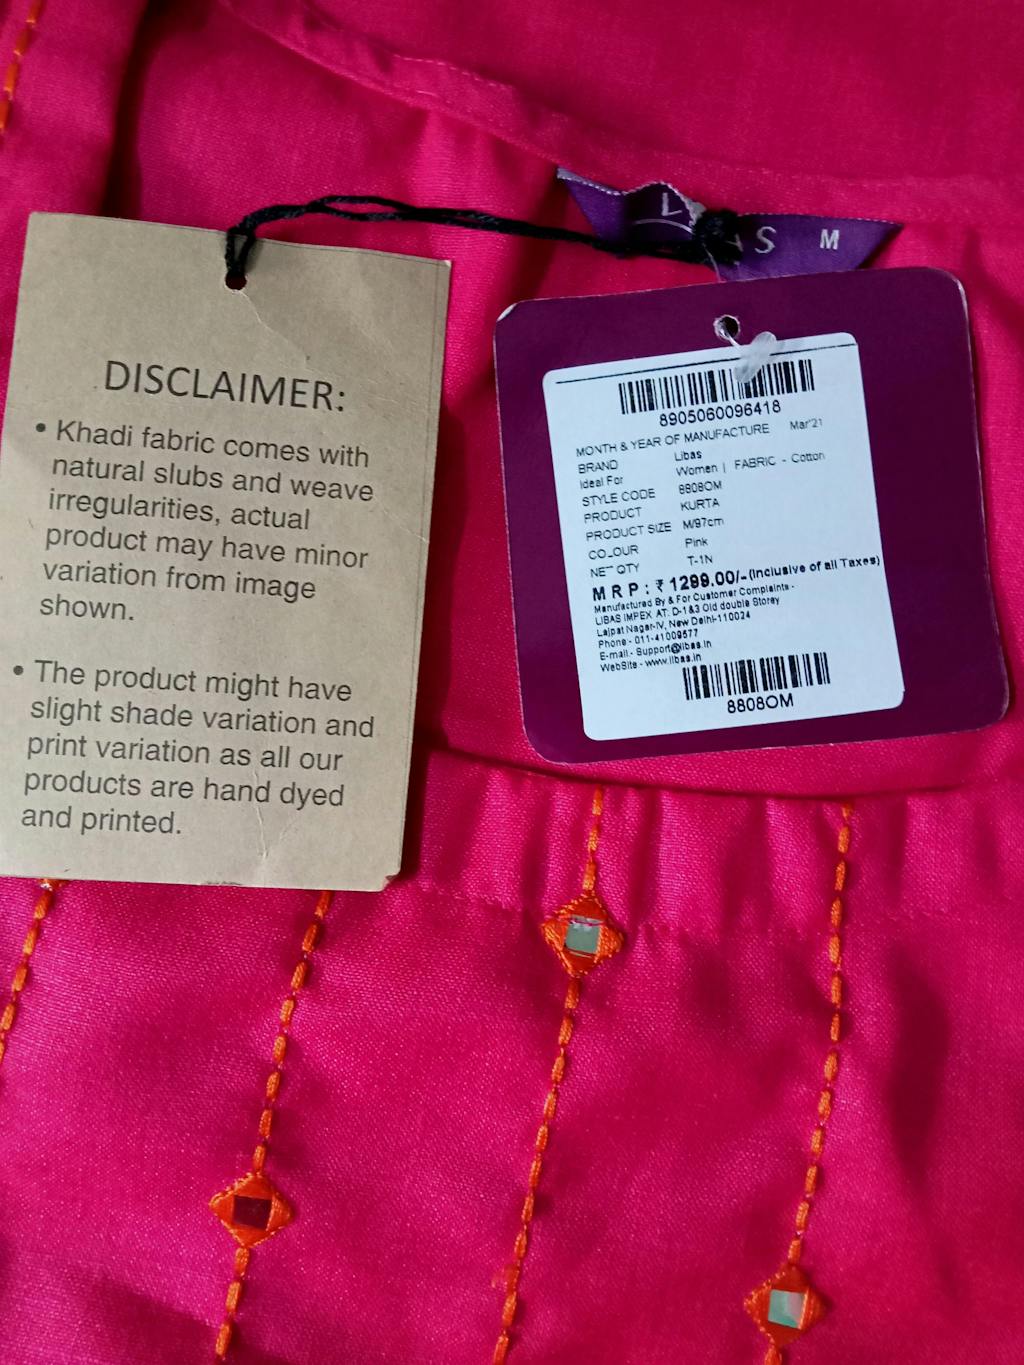 L
S M
DISCLAIMER:
• Khadi fabric comes with
natural slubs and weave
irregularities, actual
product may have minor
variation from image
shown.
• The product might have
slight shade variation and
print variation as all our
products are hand dyed
and printed.
8905060096418
MONTH & YEAR OF MANUFACTURE Mar'21
BRAND Libas
Ideal For Women | FABRIC - Cotton
STYLE CODE 8808OM
PRODUCT KURTA
PRODUCT SIZE M/97cm
COLOUR Pink
NET QTY T-1N
MRP: ₹ 1299.00/-(Inclusive of all Taxes)
Manufactured By & For Customer Complaints -
LIBAS IMPEX AT. D-1&3 Old double Storey
Lajpat Nagar-IV, New Delhi-110024
Phone - 011-41009577
E-mail - Support@libas.in
WebSite - www.libas.in
8808OM